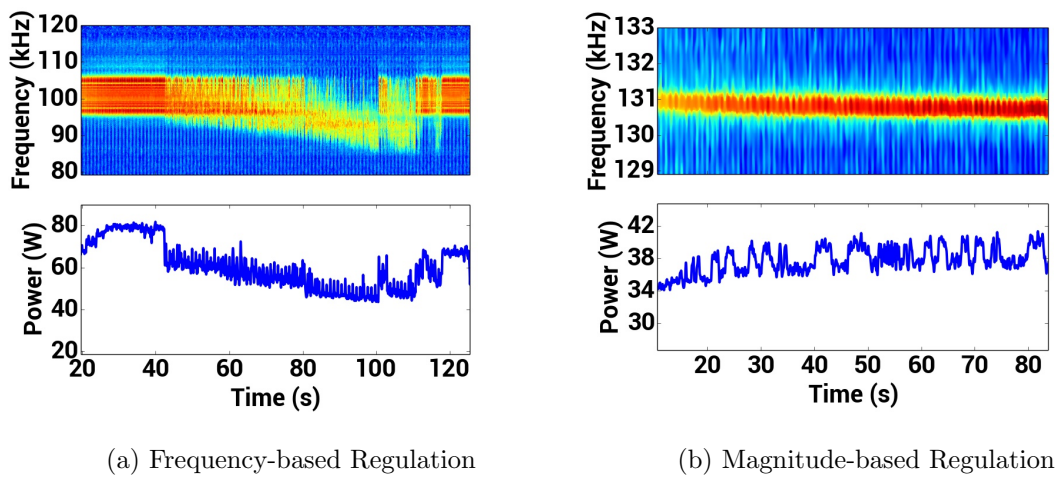 Frequency (kHz)
120
110
100
90
80
Power (W)
80
60
40
20
20 40 60 80 100 120
Time (s)
(a) Frequency-based Regulation
Frequency (kHz)
133
132
131
130
129
Power (W)
42
38
34
30
20 30 40 50 60 70 80
Time (s)
(b) Magnitude-based Regulation